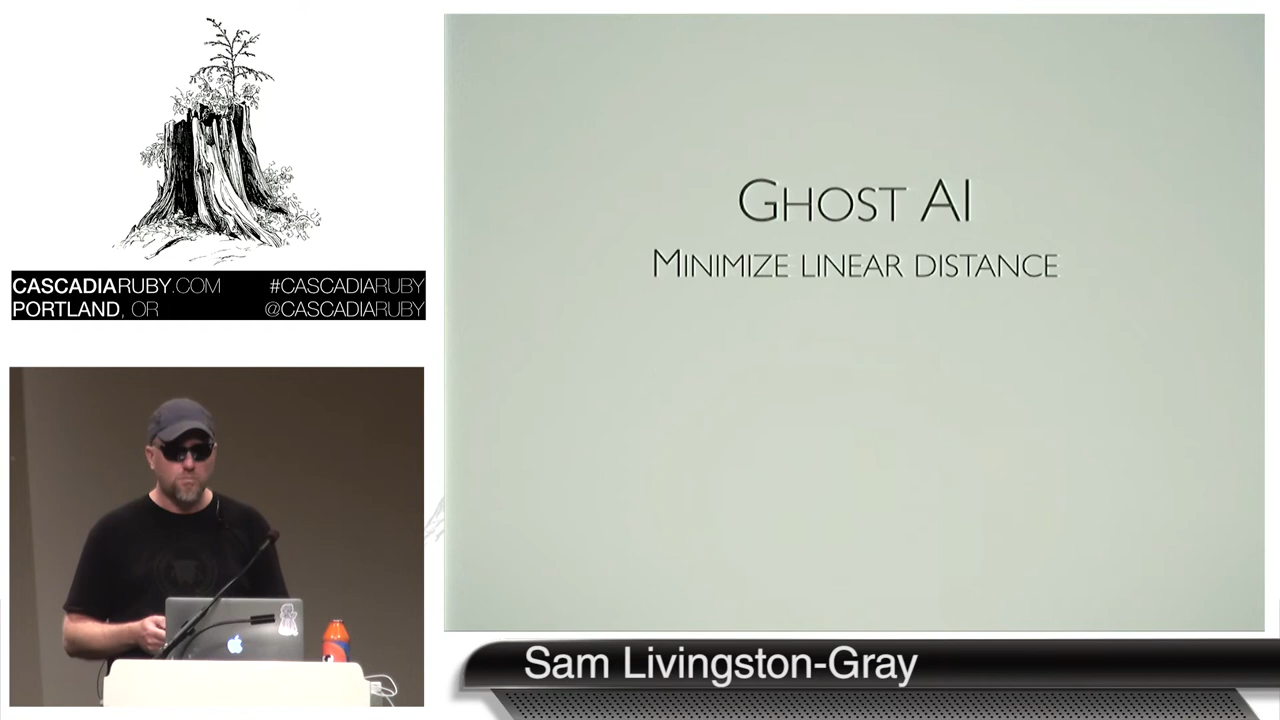 CASCADIARUBY.COM #CASCADIARUBY
PORTLAND, OR @CASCADIARUBY
GHOST AI
MINIMIZE LINEAR DISTANCE
Sam Livingston-Gray